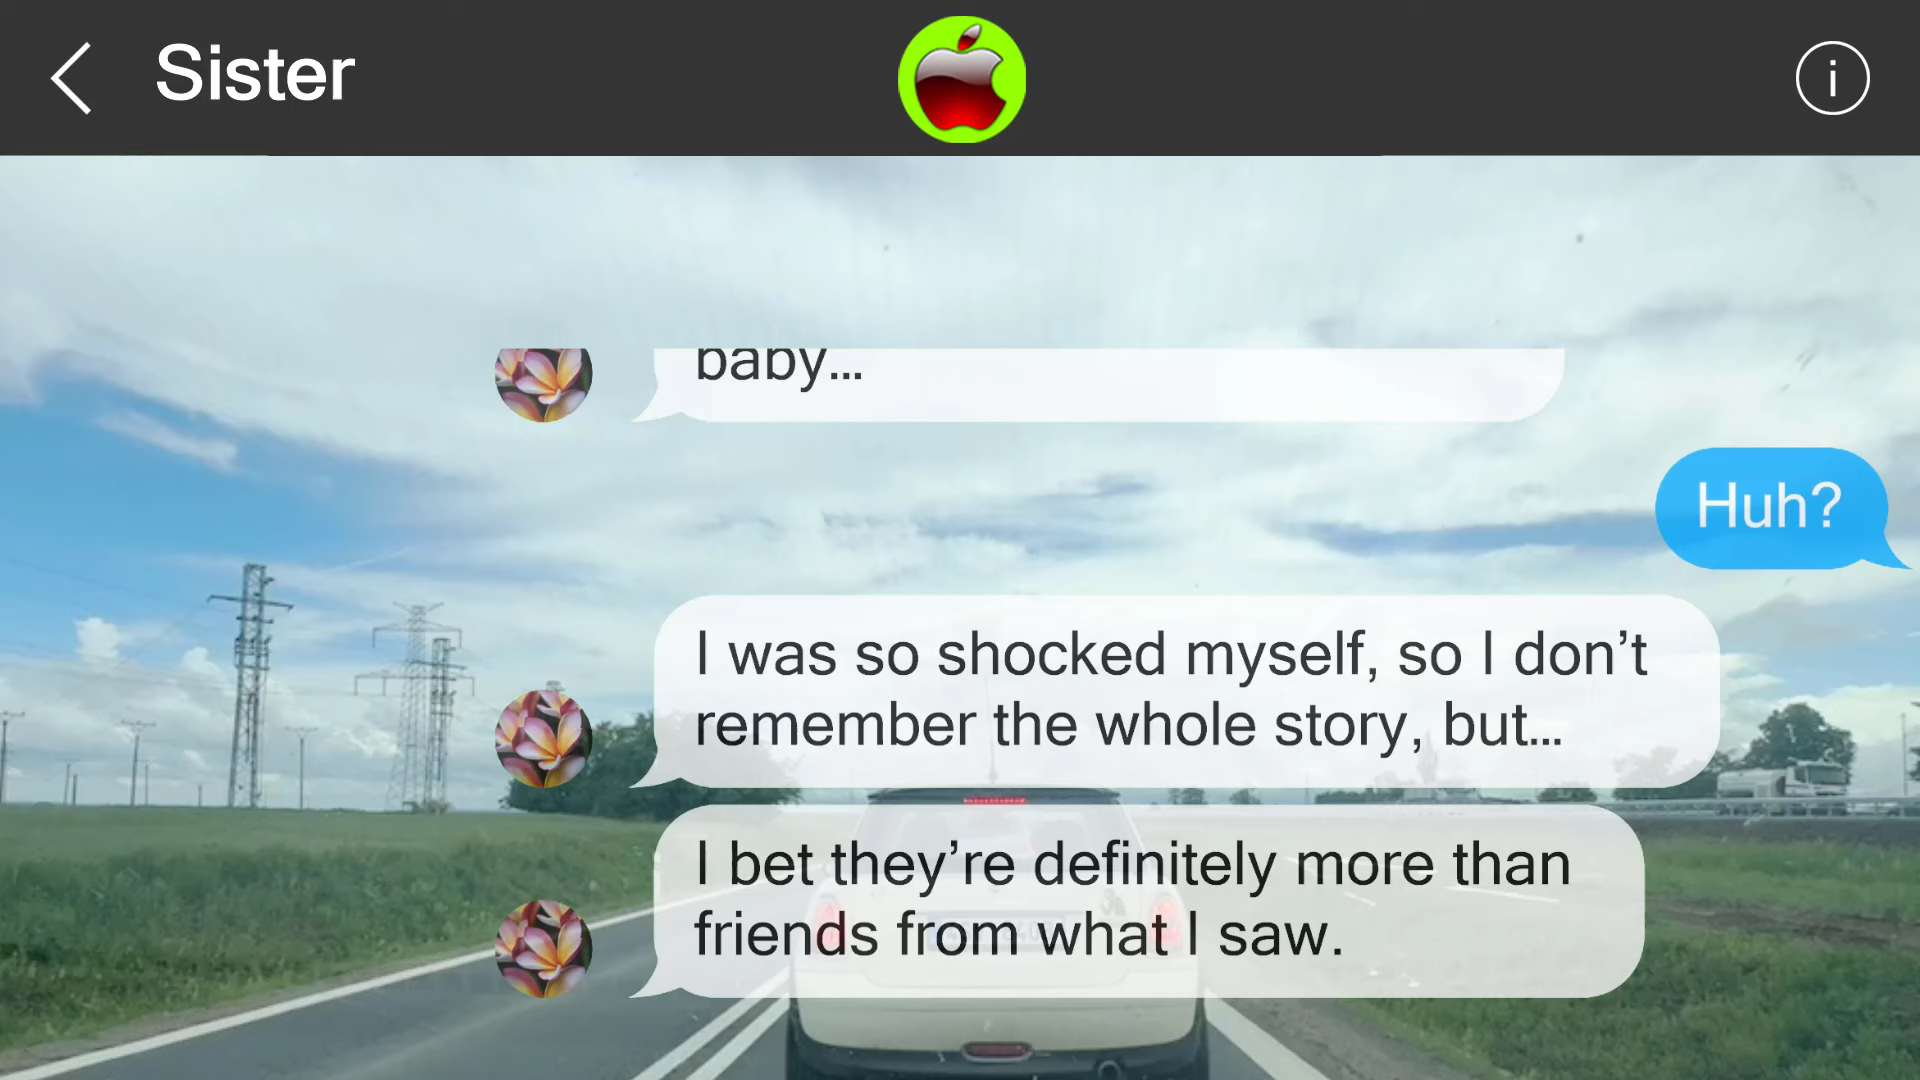 Sister
i
baby...
Huh?
I was so shocked myself, so I don’t
remember the whole story, but...
I bet they’re definitely more than
friends from what I saw.